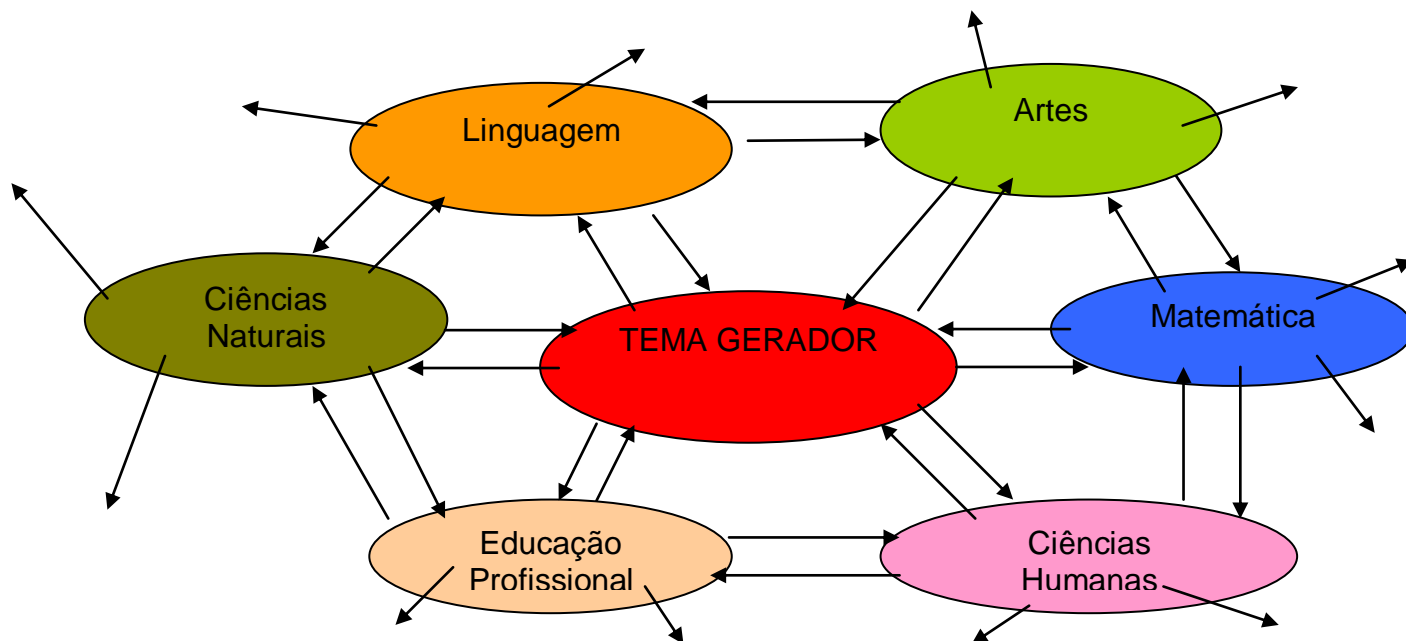 Linguagem
Artes
Ciências
Naturais
TEMA GERADOR
Matemática
Educação
Profissional
Ciências
Humanas